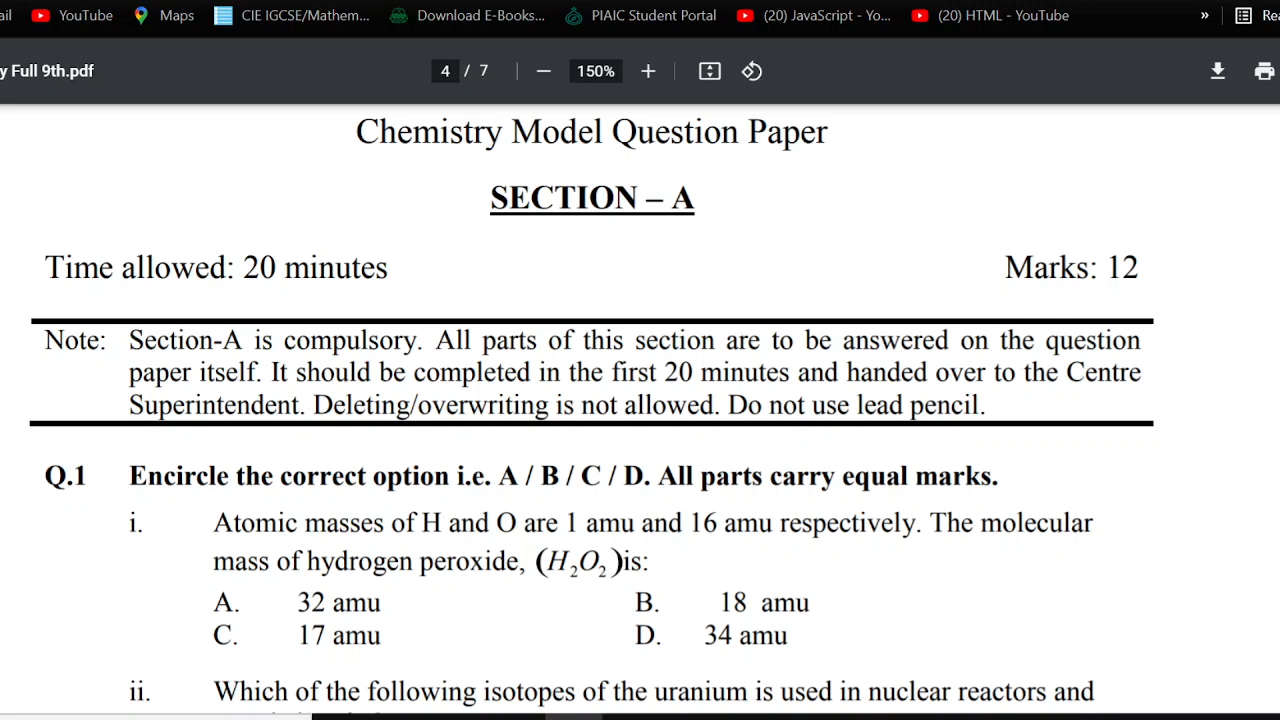 ail YouTube Maps CIE IGCSE/Mathem... Download E-Books... PIAIC Student Portal (20) JavaScript - Yo... (20) HTML - YouTube » Rea
y Full 9th.pdf 4 / 7 | − 150% + |
Chemistry Model Question Paper
SECTION – A
Time allowed: 20 minutes Marks: 12
Note: Section-A is compulsory. All parts of this section are to be answered on the question
paper itself. It should be completed in the first 20 minutes and handed over to the Centre
Superintendent. Deleting/overwriting is not allowed. Do not use lead pencil.
Q.1 Encircle the correct option i.e. A / B / C / D. All parts carry equal marks.
i. Atomic masses of H and O are 1 amu and 16 amu respectively. The molecular
mass of hydrogen peroxide, (H₂O₂)is:
A. 32 amu B. 18 amu
C. 17 amu D. 34 amu
ii. Which of the following isotopes of the uranium is used in nuclear reactors and